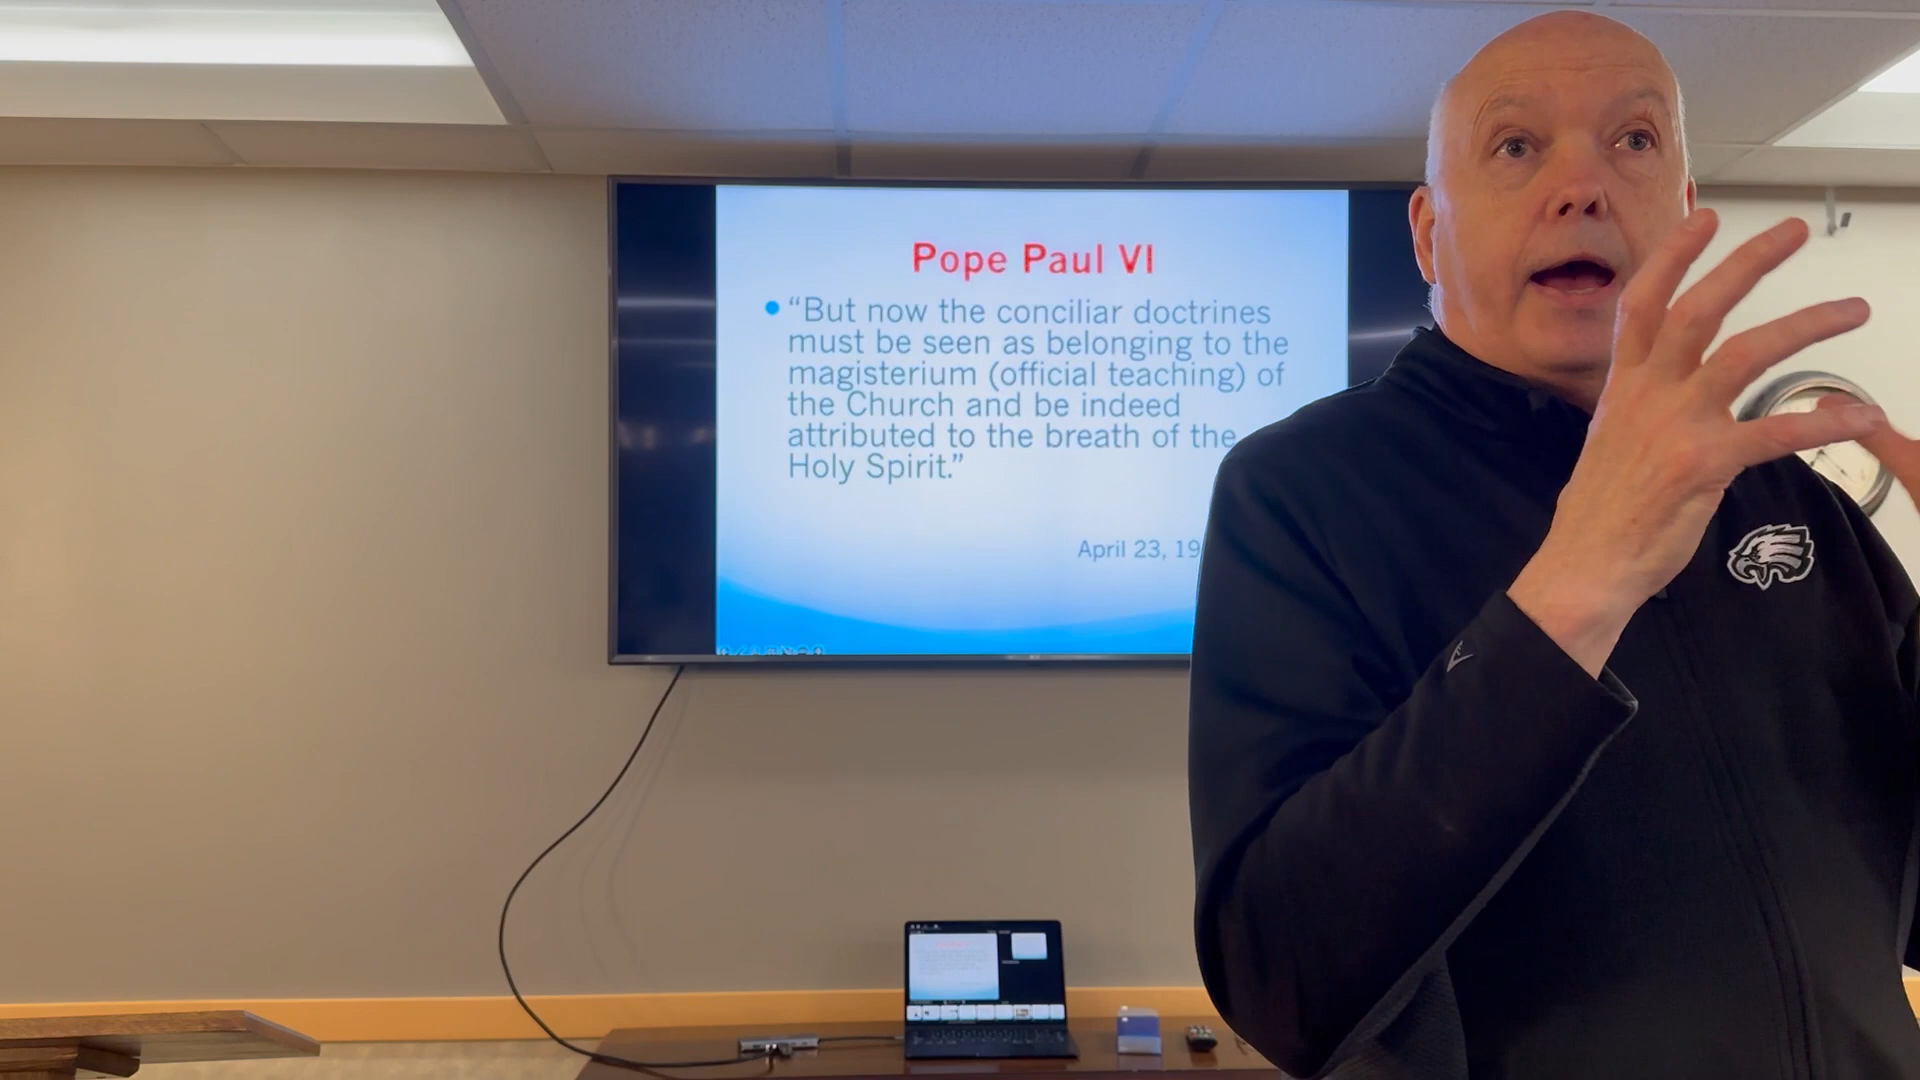 Pope Paul VI
“But now the conciliar doctrines
must be seen as belonging to the
magisterium (official teaching) of
the Church and be indeed
attributed to the breath of the
Holy Spirit.”
April 23, 19